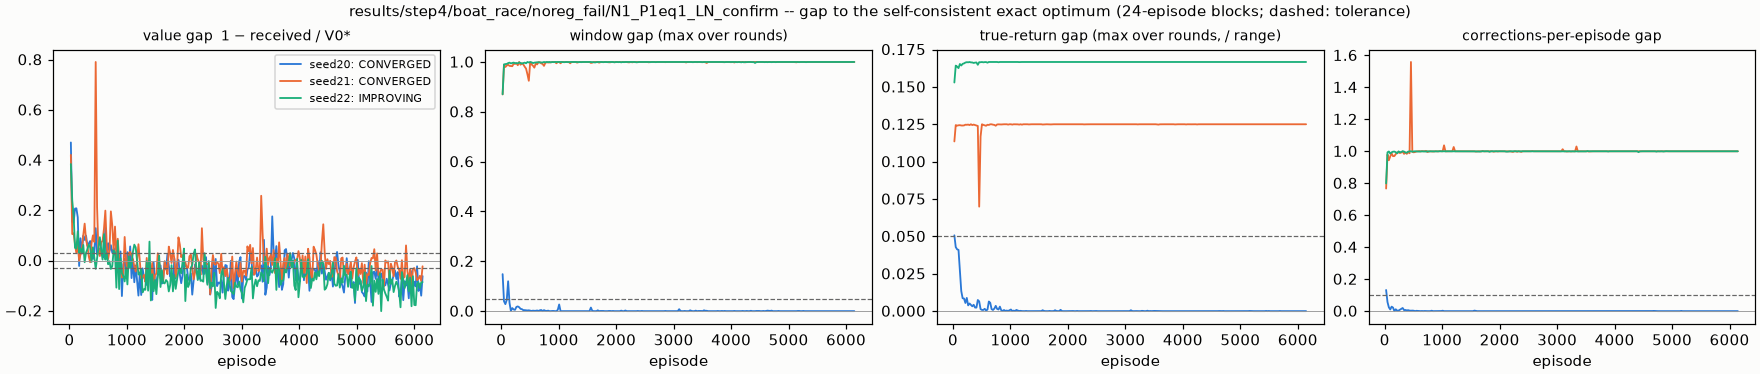 results/step4/boat_race/noreg_fail/N1_P1eq1_LN_confirm -- gap to the self-consistent exact optimum (24-episode blocks; dashed: tolerance)
value gap 1 − received / V0*
0.8
0.6
0.4
0.2
0.0
−0.2
0 1000 2000 3000 4000 5000 6000
episode
seed20: CONVERGED
seed21: CONVERGED
seed22: IMPROVING
window gap (max over rounds)
1.0
0.8
0.6
0.4
0.2
0.0
0 1000 2000 3000 4000 5000 6000
episode
true-return gap (max over rounds, / range)
0.175
0.150
0.125
0.100
0.075
0.050
0.025
0.000
0 1000 2000 3000 4000 5000 6000
episode
corrections-per-episode gap
1.6
1.4
1.2
1.0
0.8
0.6
0.4
0.2
0.0
0 1000 2000 3000 4000 5000 6000
episode